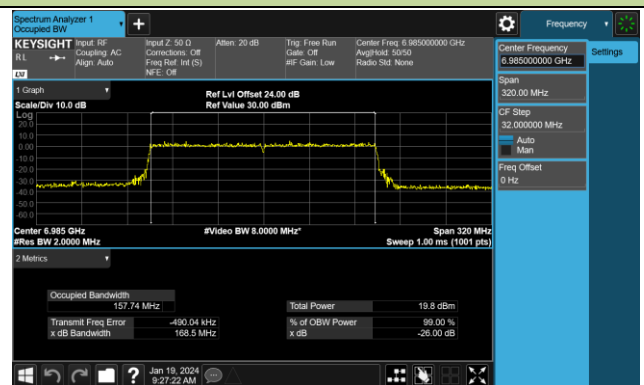 Spectrum Analyzer 1
Occupied BW
+
Frequency
KEYSIGHT
RL
LXI
Input: RF
Coupling: AC
Align: Auto
Input Z: 50 Ω
Corrections: Off
Freq Ref: Int (S)
NFE: Off
Atten: 20 dB
Trig: Free Run
Gate: Off
#IF Gain: Low
Center Freq: 6.985000000 GHz
Avg|Hold: 50/50
Radio Std: None
Center Frequency
6.985000000 GHz
Settings
Span
320.00 MHz
CF Step
32.000000 MHz
Auto
Man
Freq Offset
0 Hz
1 Graph
Scale/Div 10.0 dB
Ref Lvl Offset 24.00 dB
Ref Value 30.00 dBm
Log
20.0
10.0
0.00
-10.0
-20.0
-30.0
-40.0
-50.0
-60.0
Center 6.985 GHz
#Video BW 8.0000 MHz*
Span 320 MHz
#Res BW 2.0000 MHz
Sweep 1.00 ms (1001 pts)
2 Metrics
Occupied Bandwidth
157.74 MHz
Total Power 19.8 dBm
Transmit Freq Error -490.04 kHz
% of OBW Power 99.00 %
x dB Bandwidth 168.5 MHz
x dB -26.00 dB
?
Jan 19, 2024
9:27:22 AM